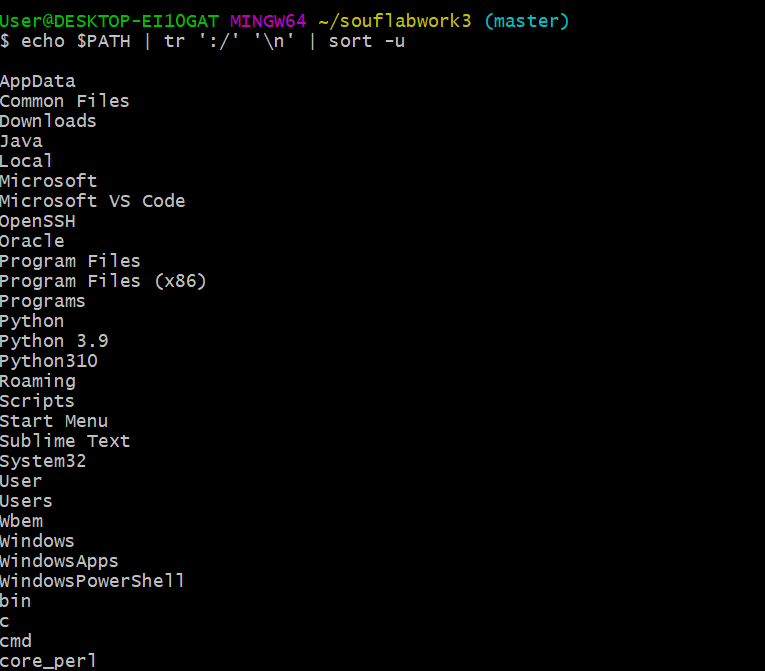 User@DESKTOP-EI1OGAT MINGW64 ~/souflabwork3 (master)
$ echo $PATH | tr ':/' '\n' | sort -u

AppData
Common Files
Downloads
Java
Local
Microsoft
Microsoft VS Code
OpenSSH
Oracle
Program Files
Program Files (x86)
Programs
Python
Python 3.9
Python310
Roaming
Scripts
Start Menu
Sublime Text
System32
User
Users
Wbem
Windows
WindowsApps
WindowsPowerShell
bin
c
cmd
core_perl